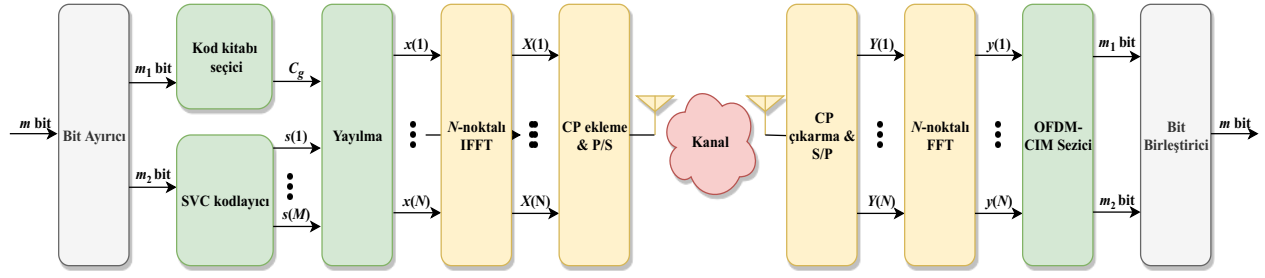 m bit
Bit Ayırıcı
m₁ bit
m₂ bit
Kod kitabı
seçici
C_g
SVC kodlayıcı
s(1)
s(M)
Yayılma
x(1)
x(N)
N-noktalı
IFFT
X(1)
X(N)
CP ekleme
& P/S
Kanal
CP
çıkarma &
S/P
Y(1)
Y(N)
N-noktalı
FFT
y(1)
y(N)
OFDM-
CIM Sezici
m₁ bit
m₂ bit
Bit
Birleştirici
m bit